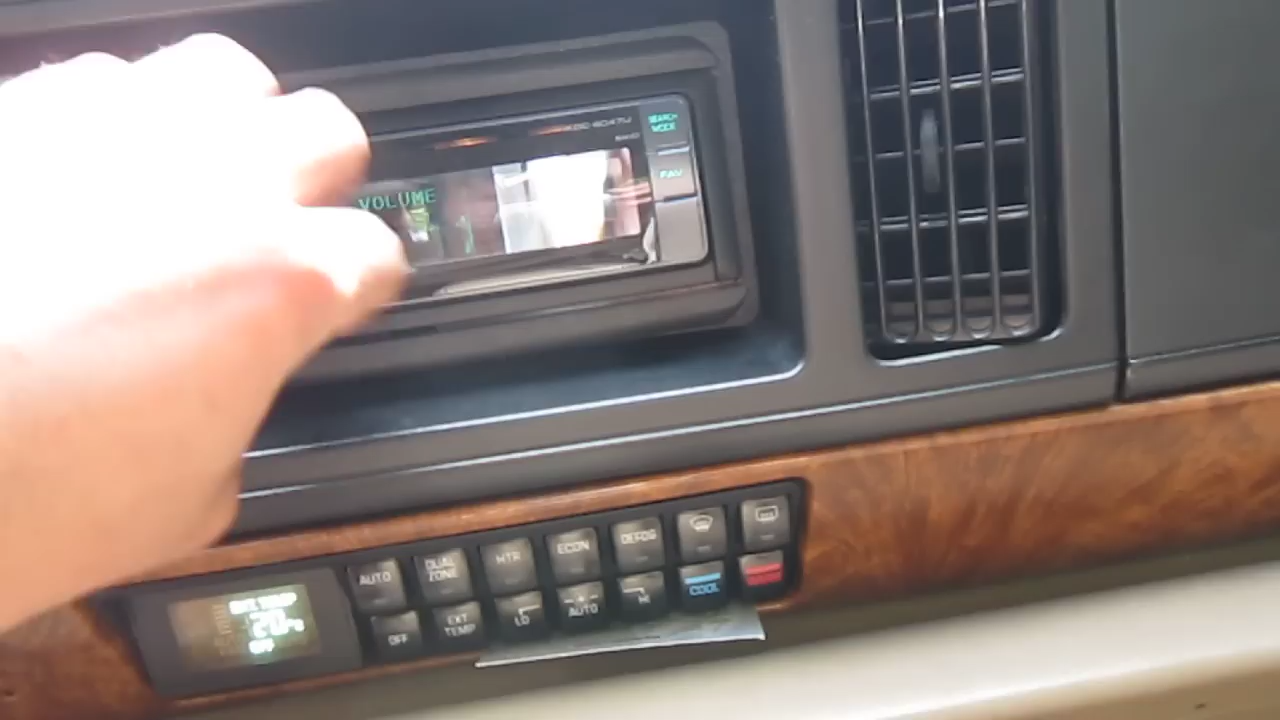 SEARCH
MODE
FAV
VOLUME
AUTO
DUAL
ZONE
HTR
ECON
DEFOG
OFF
EXT
TEMP
LO
AUTO
HI
COOL